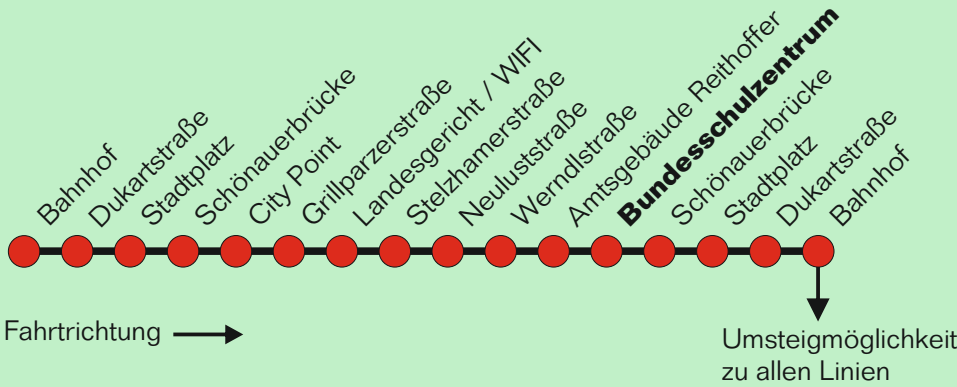 Bahnhof
Dukartstraße
Stadtplatz
Schönauerbrücke
City Point
Grillparzerstraße
Landesgericht / WIFI
Stelzhamerstraße
Neuluststraße
Werndlstraße
Amtsgebäude Reithoffer
Bundesschulzentrum
Schönauerbrücke
Stadtplatz
Dukartstraße
Bahnhof
Fahrtrichtung
Umsteigmöglichkeit
zu allen Linien